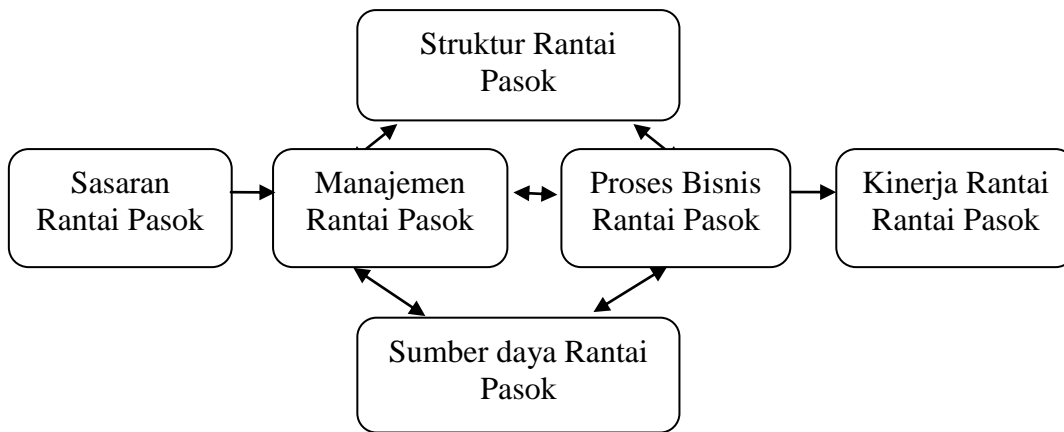 Struktur Rantai
Pasok
Sasaran
Rantai Pasok
Manajemen
Rantai Pasok
Proses Bisnis
Rantai Pasok
Kinerja Rantai
Rantai Pasok
Sumber daya Rantai
Pasok